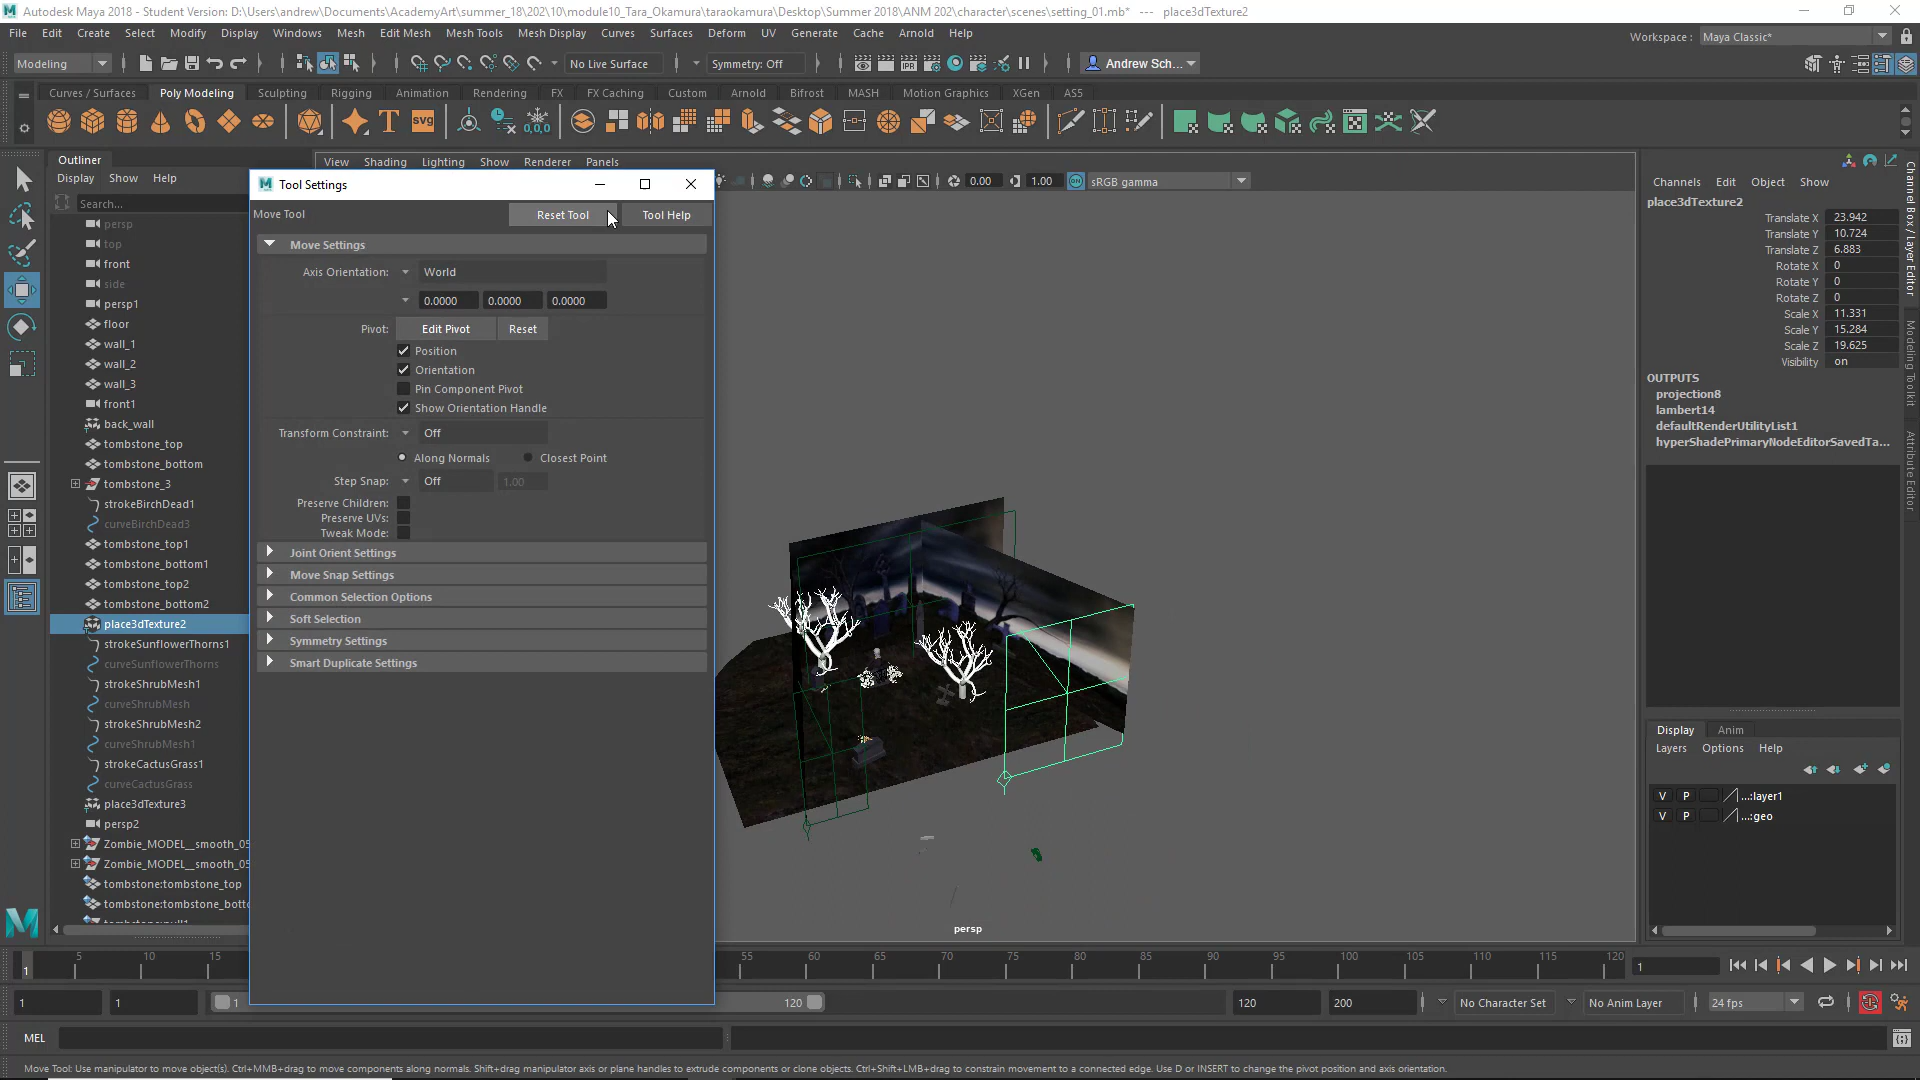 Autodesk Maya 2018 - Student Version: D:\Users\andrew\Documents\AcademyArt\summer_18\202\10\module10_Tara_Okamura\taraokamura\Desktop\Summer 2018\ANM 202\character\scenes\setting_01.mb* --- place3dTexture2
File Edit Create Select Modify Display Windows Mesh Edit Mesh Mesh Tools Mesh Display Curves Surfaces Deform UV Generate Cache Arnold Help
Workspace : Maya Classic*
Modeling No Live Surface Symmetry: Off Andrew Sch...
Curves / Surfaces Poly Modeling Sculpting Rigging Animation Rendering FX FX Caching Custom Arnold Bifrost MASH Motion Graphics XGen AS5
Outliner
Display Show Help
Search...
persp
top
front
side
persp1
floor
wall_1
wall_2
wall_3
front1
back_wall
tombstone_top
tombstone_bottom
tombstone_3
strokeBirchDead1
curveBirchDead3
tombstone_top1
tombstone_bottom1
tombstone_top2
tombstone_bottom2
place3dTexture2
strokeSunflowerThorns1
curveSunflowerThorns
strokeShrubMesh1
curveShrubMesh
strokeShrubMesh2
curveShrubMesh1
strokeCactusGrass1
curveCactusGrass
place3dTexture3
persp2
Zombie_MODEL__smooth_05
Zombie_MODEL__smooth_05
tombstone:tombstone_top
tombstone:tombstone_botto
View Shading Lighting Show Renderer Panels
0.00 1.00 ON sRGB gamma
Tool Settings
Move Tool Reset Tool Tool Help
Move Settings
Axis Orientation: World
0.0000 0.0000 0.0000
Pivot: Edit Pivot Reset
Position
Orientation
Pin Component Pivot
Show Orientation Handle
Transform Constraint: Off
Along Normals Closest Point
Step Snap: Off 1.00
Preserve Children:
Preserve UVs:
Tweak Mode:
Joint Orient Settings
Move Snap Settings
Common Selection Options
Soft Selection
Symmetry Settings
Smart Duplicate Settings
persp
Channels Edit Object Show
place3dTexture2
Translate X 23.942
Translate Y 10.724
Translate Z 6.883
Rotate X 0
Rotate Y 0
Rotate Z 0
Scale X 11.331
Scale Y 15.284
Scale Z 19.625
Visibility on
OUTPUTS
projection8
lambert14
defaultRenderUtilityList1
hyperShadePrimaryNodeEditorSavedTa...
Channel Box / Layer Editor
Modeling Toolkit
Attribute Editor
Display Anim
Layers Options Help
V P ...:layer1
V P ...:geo
1 5 10 15 55 60 65 70 75 80 85 90 95 100 105 110 115 120 1
1 1 1 120 120 200 No Character Set No Anim Layer 24 fps
MEL
Move Tool: Use manipulator to move object(s). Ctrl+MMB+drag to move components along normals. Shift+drag manipulator axis or plane handles to extrude components or clone objects. Ctrl+Shift+LMB+drag to constrain movement to a connected edge. Use D or INSERT to change the pivot position and axis orientation.